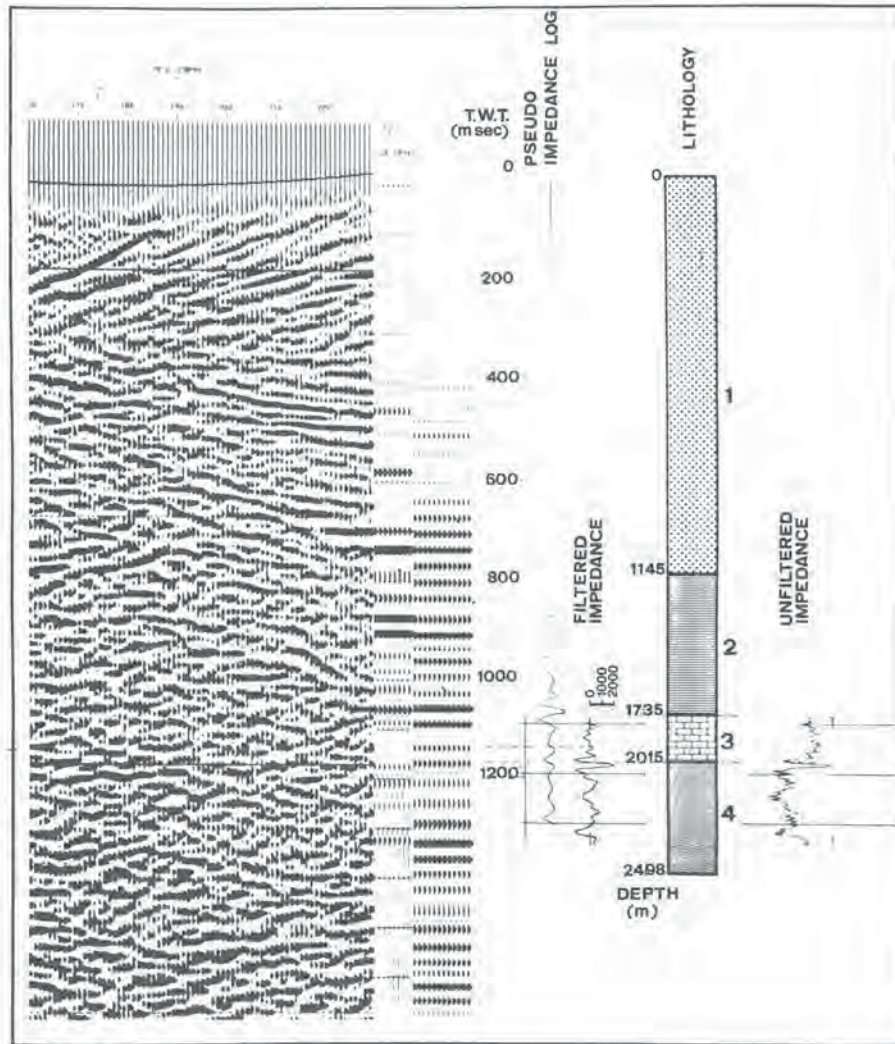 T.W.T.
(m sec)
0
200
400
600
800
1000
1200
PSEUDO
IMPEDANCE LOG
FILTERED
IMPEDANCE
0
1000
2000
LITHOLOGY
0
1145
1735
2015
2498
DEPTH
(m)
1
2
3
4
UNFILTERED
IMPEDANCE